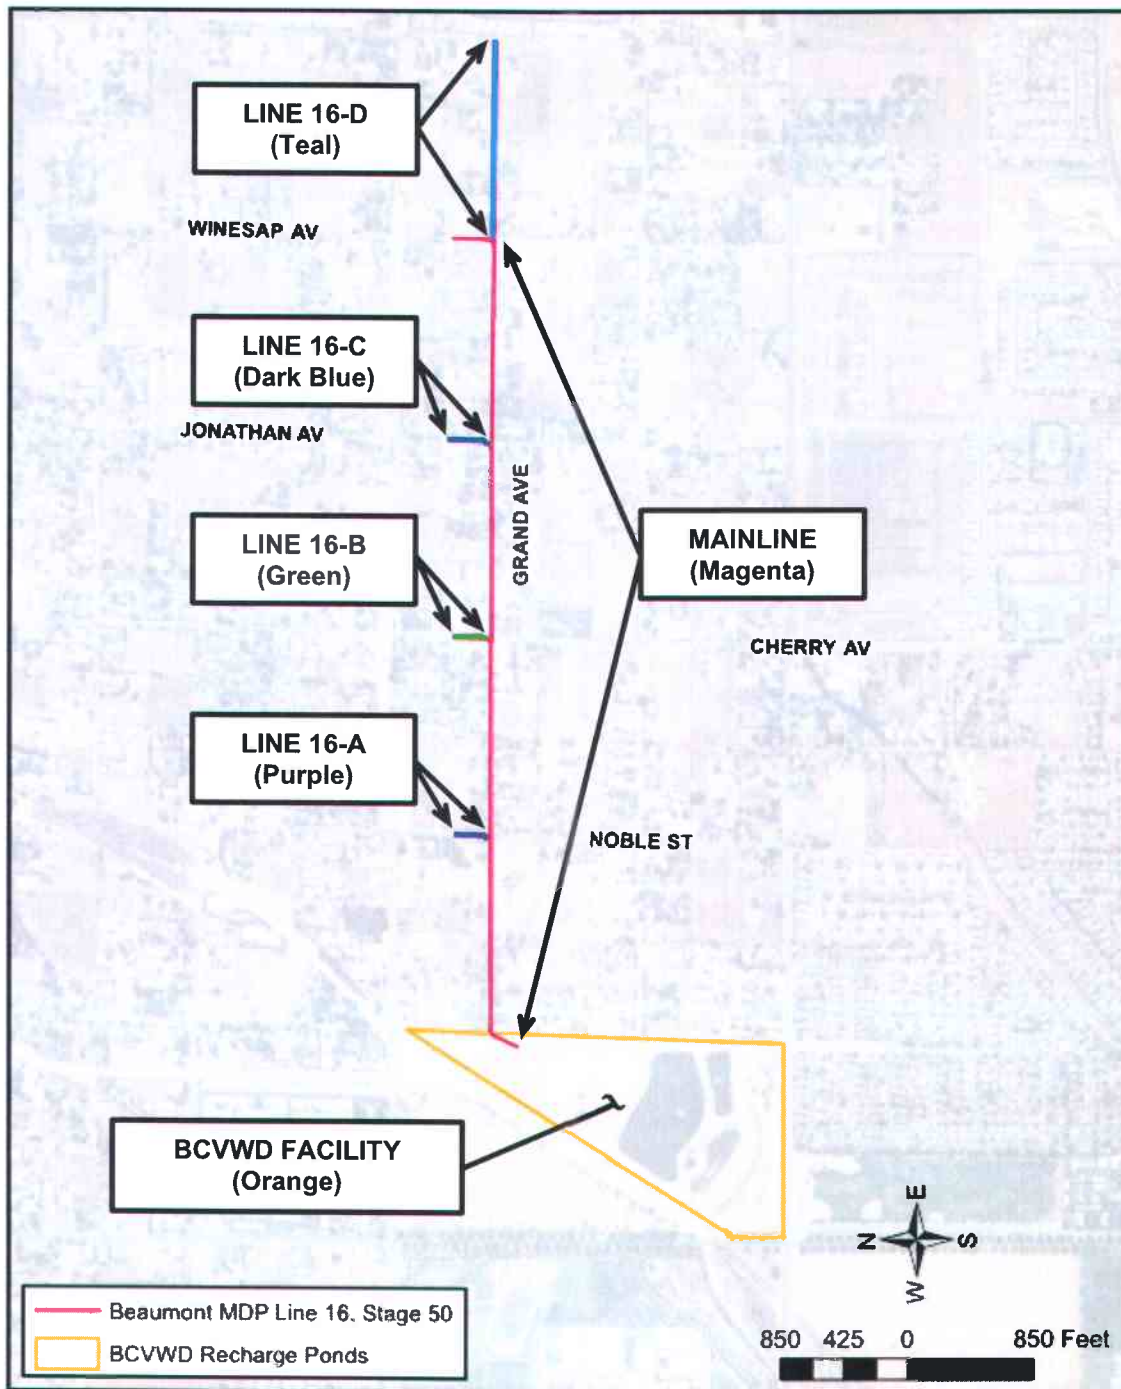 LINE 16-D
(Teal)
WINESAP AV
LINE 16-C
(Dark Blue)
JONATHAN AV
GRAND AVE
LINE 16-B
(Green)
MAINLINE
(Magenta)
CHERRY AV
LINE 16-A
(Purple)
NOBLE ST
BCVWD FACILITY
(Orange)
N
E
S
W
Beaumont MDP Line 16, Stage 50
BCVWD Recharge Ponds
850 425 0 850 Feet